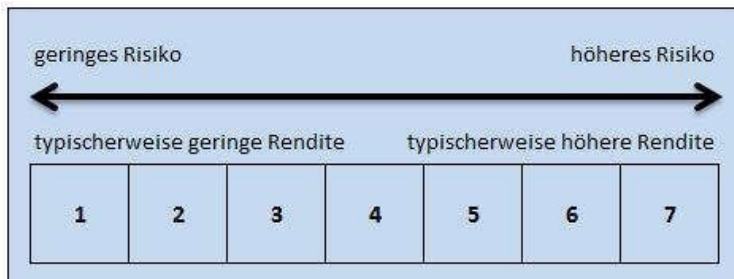 geringes Risiko höheres Risiko
typischerweise geringe Rendite typischerweise höhere Rendite
1 2 3 4 5 6 7